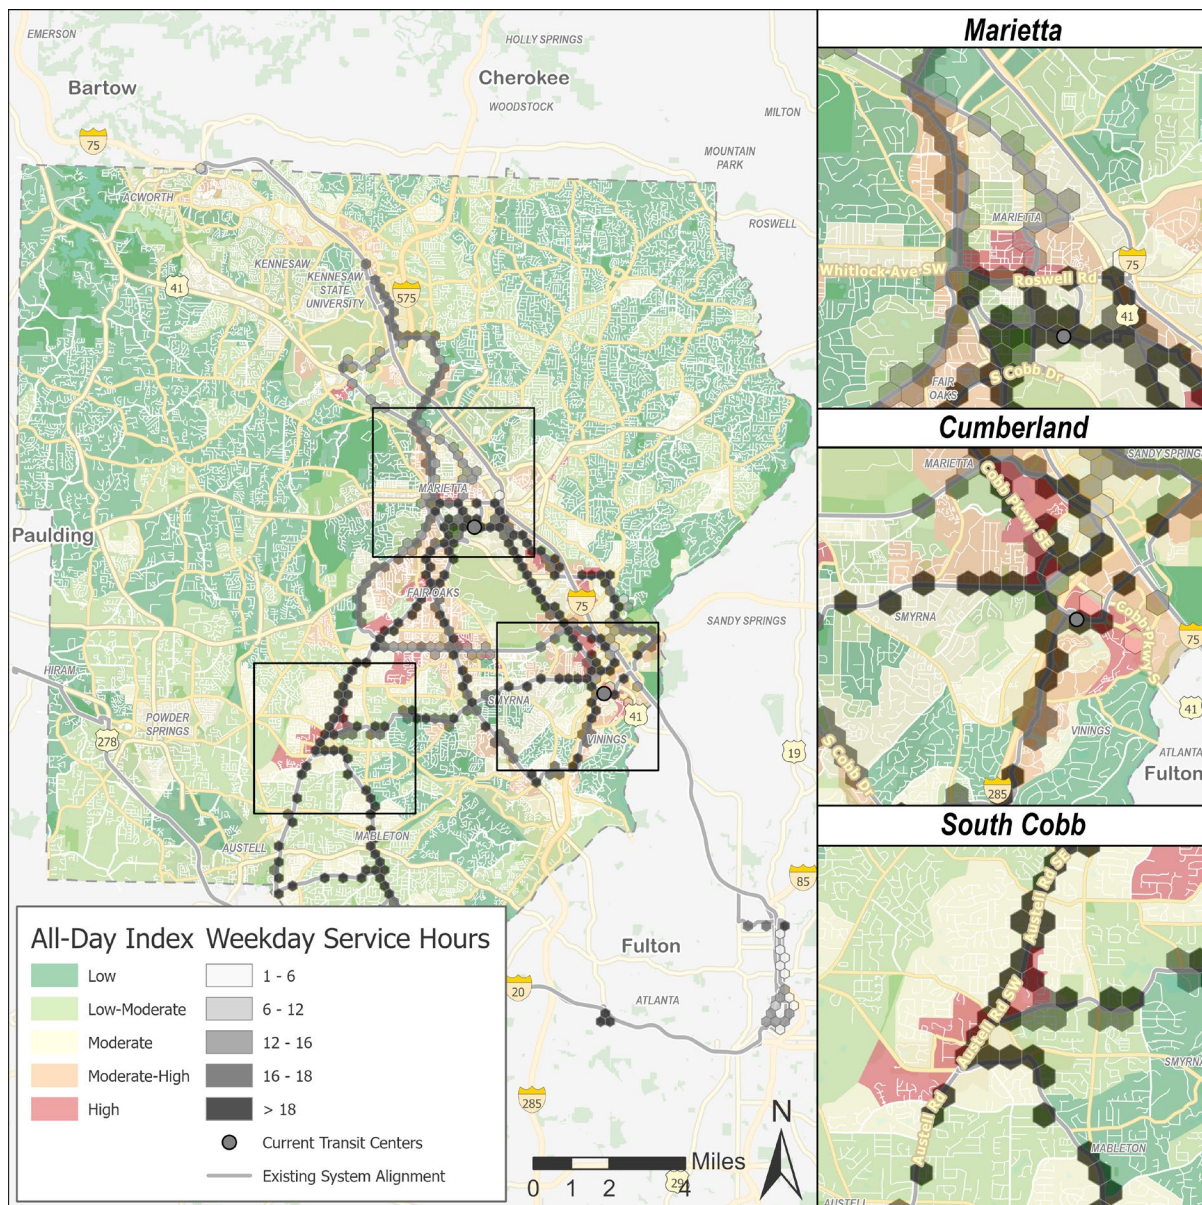 EMERSON
HOLLY SPRINGS
Bartow
Cherokee
WOODSTOCK
MILTON
75
MOUNTAIN
PARK
ROSWELL
ACWORTH
KENNESAW
KENNESAW
STATE
UNIVERSITY
41
575
MARIETTA
Paulding
FAIR OAKS
75
SANDY SPRINGS
HIRAM
POWDER
SPRINGS
278
SMYRNA
41
VININGS
19
MABLETON
AUSTELL
85
Fulton
20
ATLANTA
285
29
All-Day Index
Low
Low-Moderate
Moderate
Moderate-High
High
Weekday Service Hours
1 - 6
6 - 12
12 - 16
16 - 18
> 18
Current Transit Centers
Existing System Alignment
Miles
0 1 2 4
N
Marietta
MARIETTA
Whitlock Ave SW
Roswell Rd
75
41
S Cobb Dr
FAIR
OAKS
Cumberland
MARIETTA
SANDY SPRINGS
Cobb Pkwy SE
SMYRNA
Cobb Pkwy S
75
41
VININGS
ATLANTA
Fulton
S Cobb Dr
285
South Cobb
Austell Rd SE
Austell Rd SW
SMYRNA
Austell Rd
MABLETON
AUSTELL